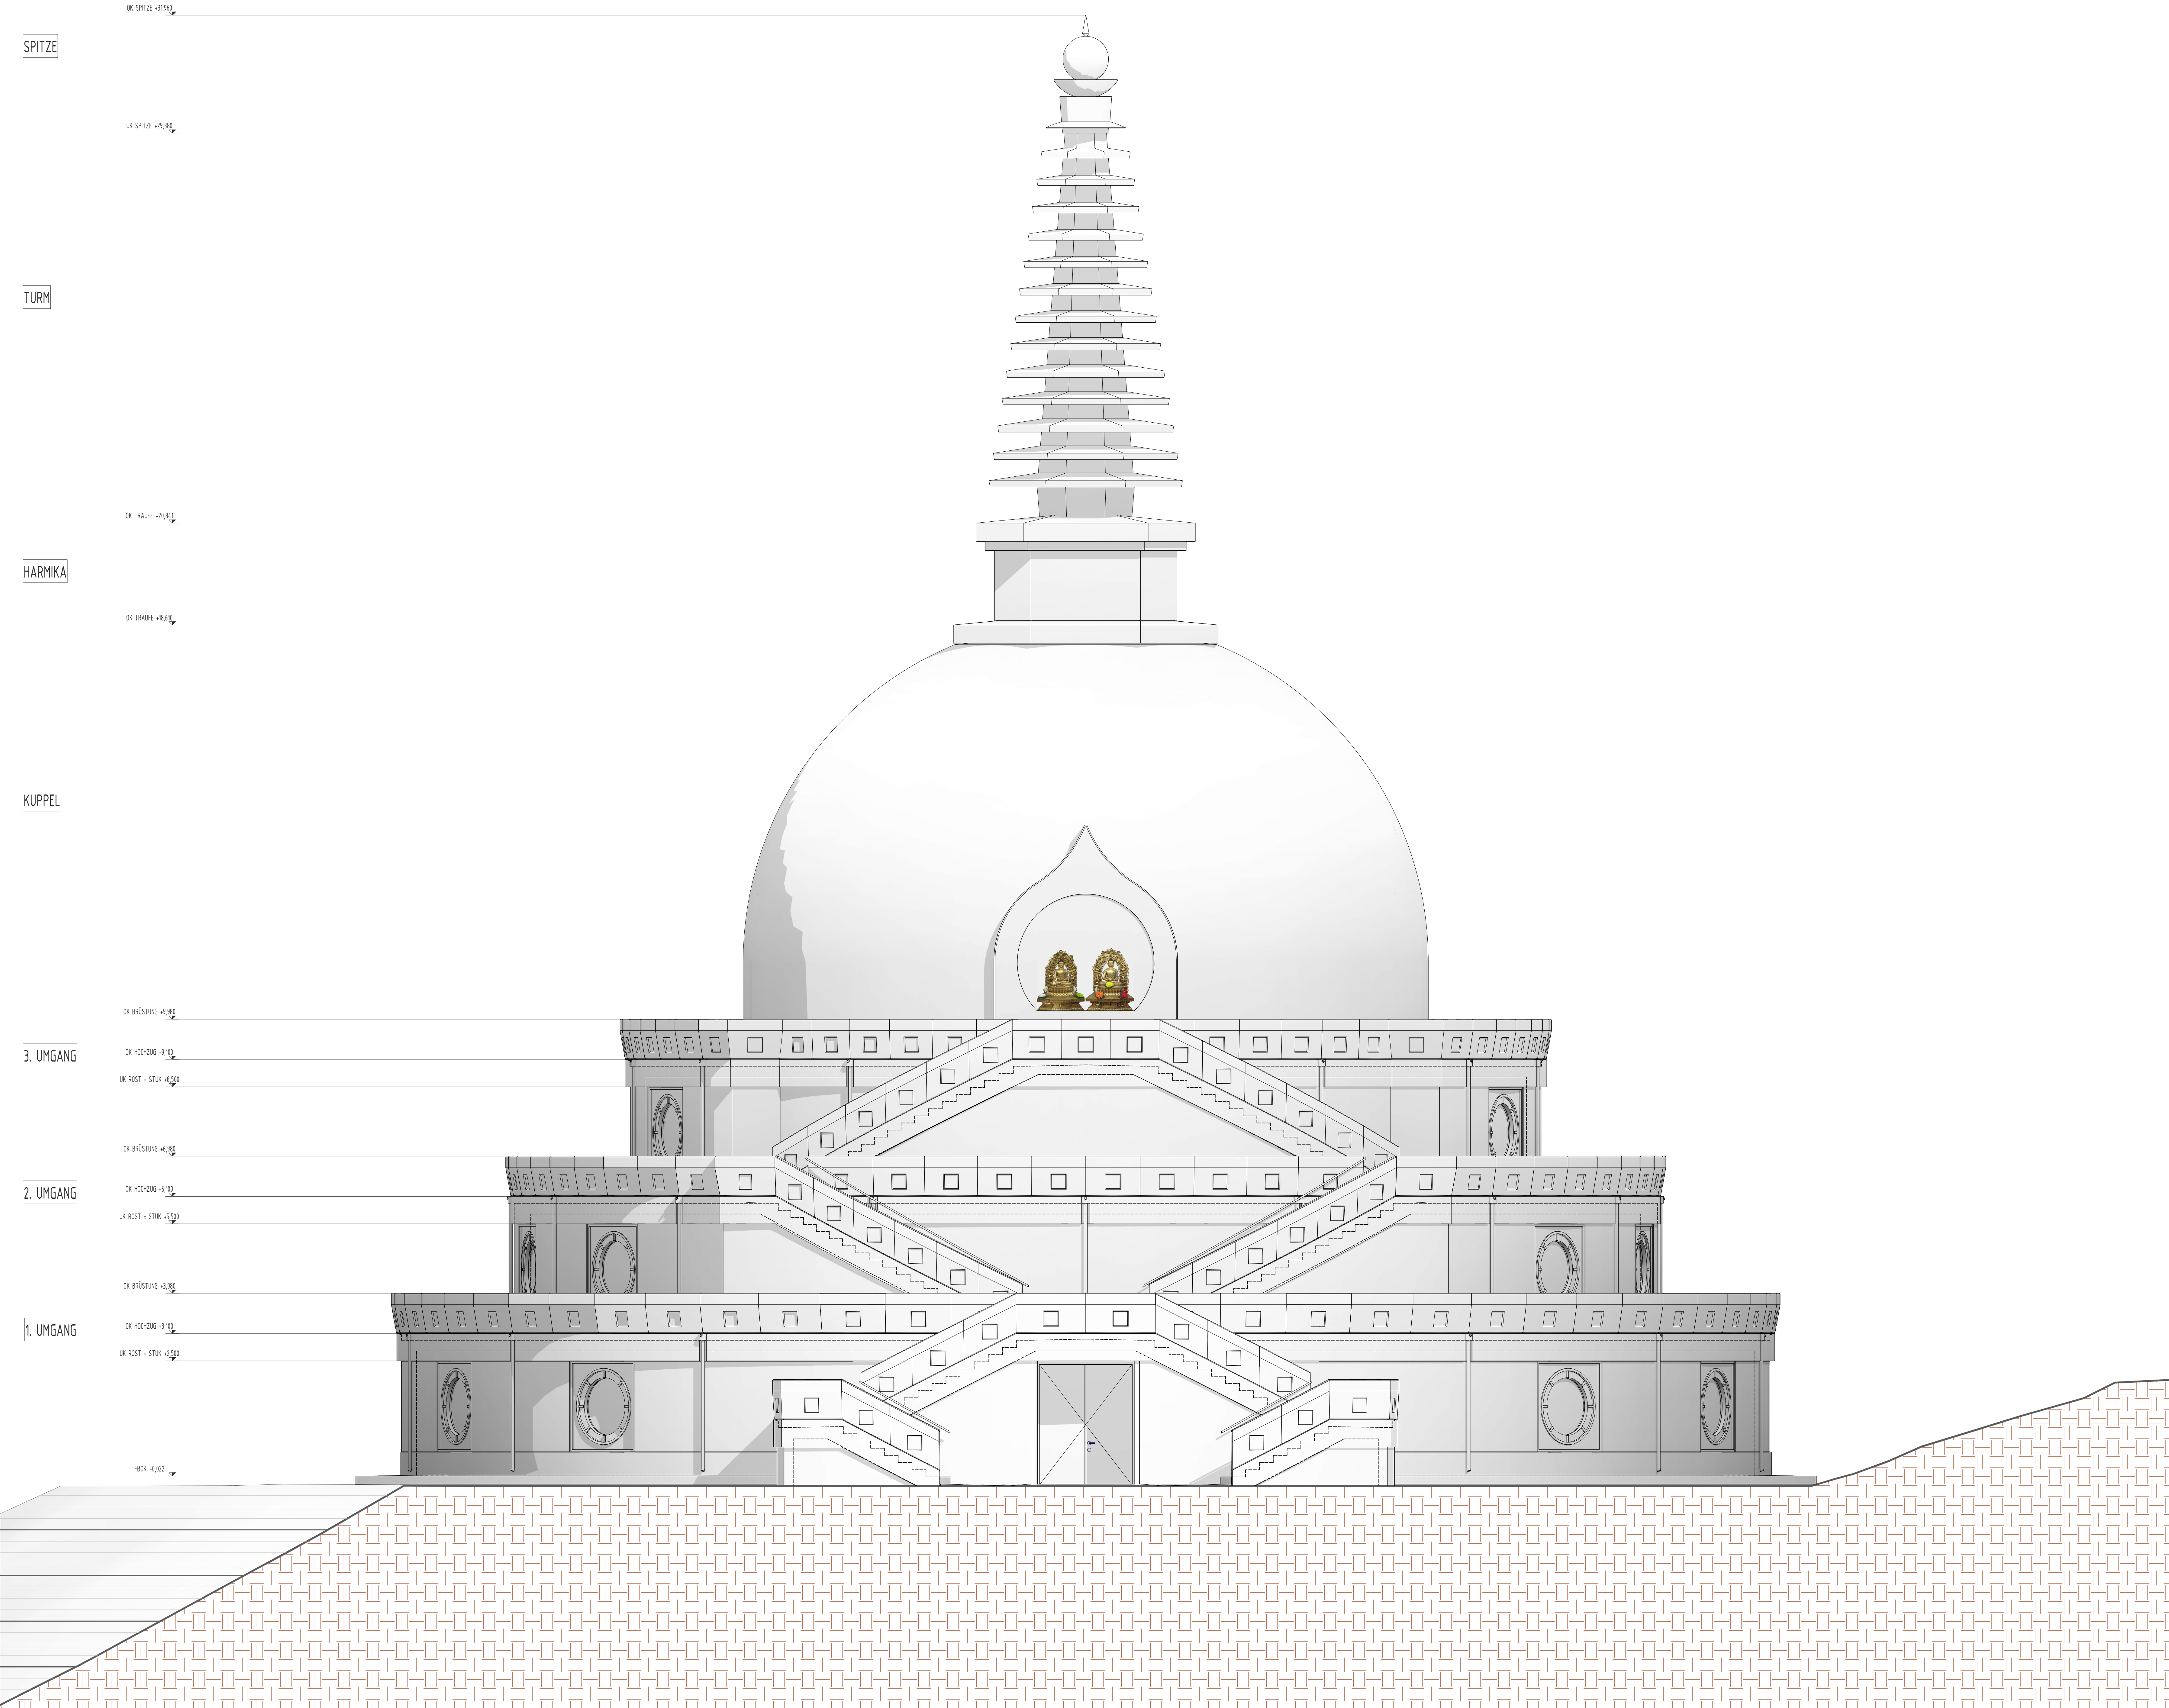 OK SPITZE +31,960
SPITZE
UK SPITZE +29,380
TURM
OK TRAUFE +20,841
HARMIKA
OK TRAUFE +18,610
KUPPEL
OK BRÜSTUNG +9,980
3. UMGANG
OK HOCHZUG +9,100
UK ROST = STUK +8,500
OK BRÜSTUNG +6,980
2. UMGANG
OK HOCHZUG +6,100
UK ROST = STUK +5,500
OK BRÜSTUNG +3,980
1. UMGANG
OK HOCHZUG +3,100
UK ROST = STUK +2,500
FBOK -0,022